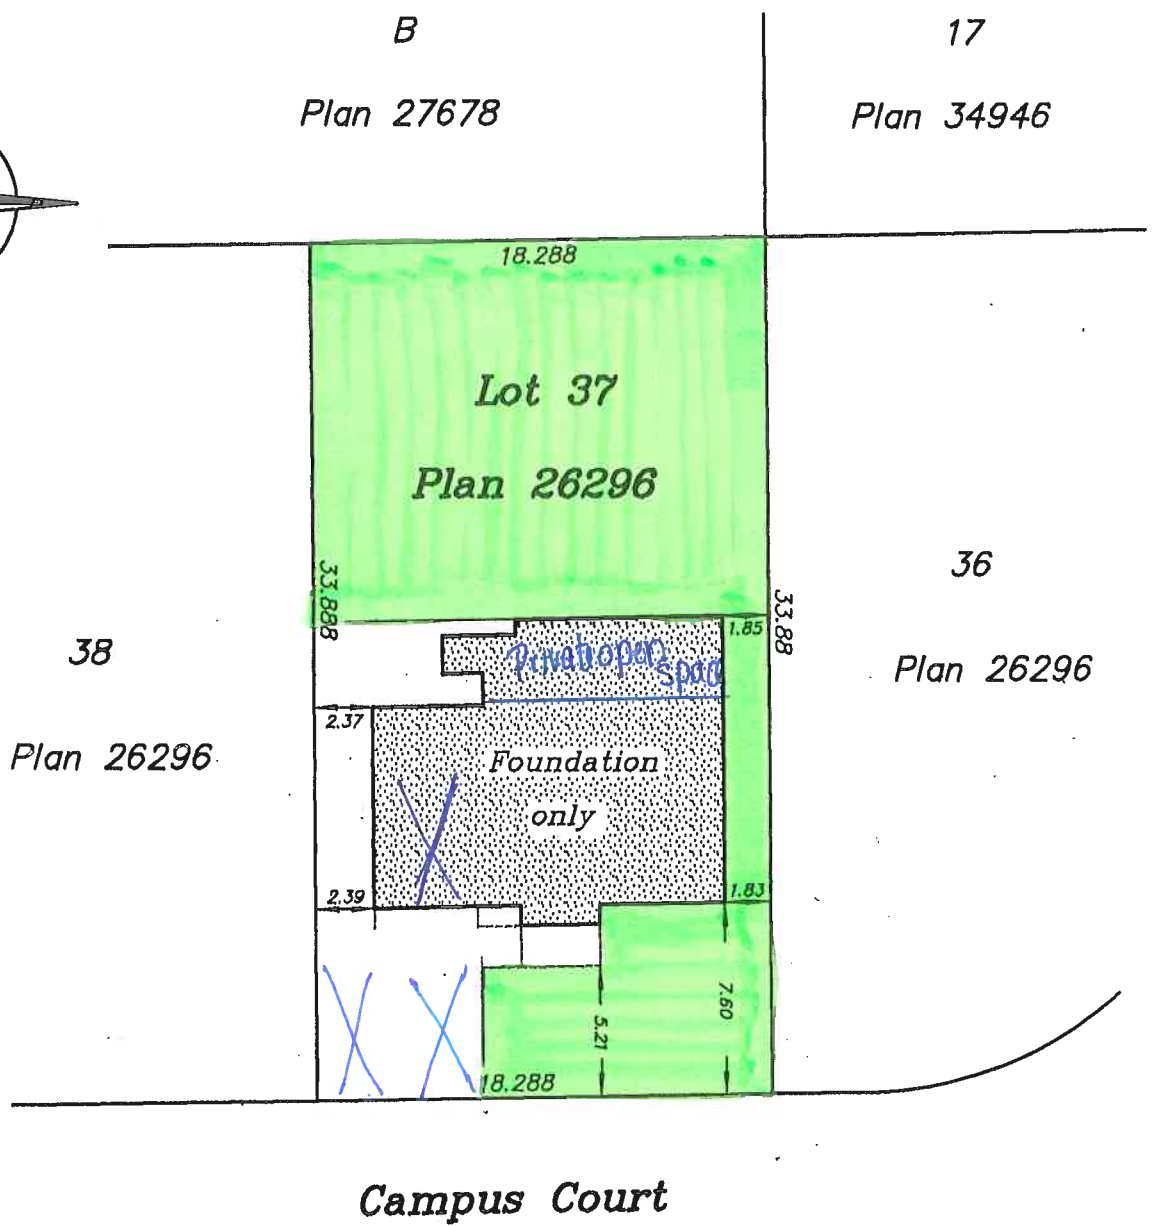 B
Plan 27678
17
Plan 34946
18.288
Lot 37
Plan 26296
33.888
33.88
36
Plan 26296
38
Plan 26296
1.85
Privat open
space
2.37
Foundation
only
2.39
1.83
7.60
5.21
18.288
Campus Court